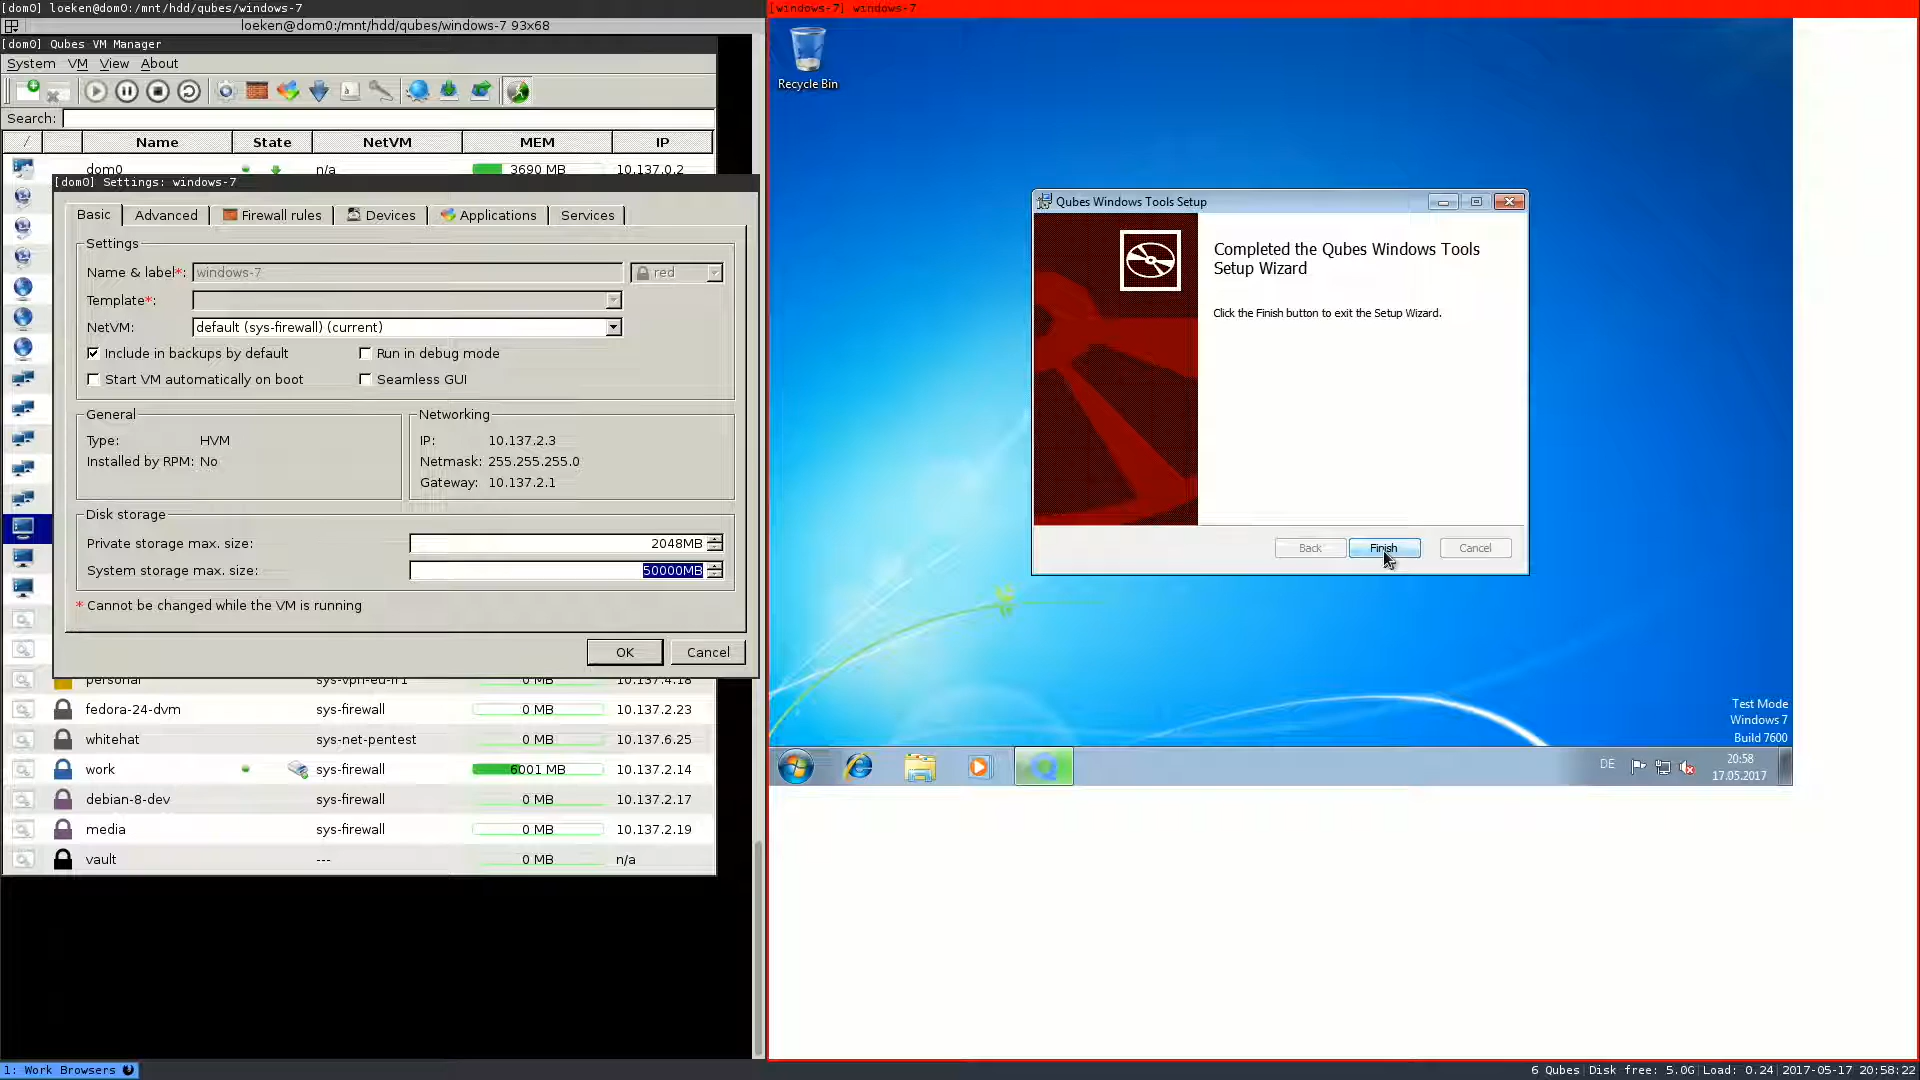 [dom0] loeken@dom0:/mnt/hdd/qubes/windows-7
loeken@dom0:/mnt/hdd/qubes/windows-7 93x68
[dom0] Qubes VM Manager
System VM View About
Search:
/ Name State NetVM MEM IP
dom0 n/a 3690 MB 10.137.0.2
[dom0] Settings: windows-7
Basic Advanced Firewall rules Devices Applications Services
Settings
Name & label*: windows-7 red
Template*:
NetVM: default (sys-firewall) (current)
Include in backups by default Run in debug mode
Start VM automatically on boot Seamless GUI
General Networking
Type: HVM IP: 10.137.2.3
Installed by RPM: No Netmask: 255.255.255.0
Gateway: 10.137.2.1
Disk storage
Private storage max. size: 2048MB
System storage max. size: 50000MB
* Cannot be changed while the VM is running
OK Cancel
personal sys-vpn-eu-fr1 0 MB 10.137.4.18
fedora-24-dvm sys-firewall 0 MB 10.137.2.23
whitehat sys-net-pentest 0 MB 10.137.6.25
work sys-firewall 6001 MB 10.137.2.14
debian-8-dev sys-firewall 0 MB 10.137.2.17
media sys-firewall 0 MB 10.137.2.19
vault --- 0 MB n/a
1: Work Browsers
[windows-7] windows-7
Recycle Bin
Qubes Windows Tools Setup
Completed the Qubes Windows Tools
Setup Wizard
Click the Finish button to exit the Setup Wizard.
Back Finish Cancel
Test Mode
Windows 7
Build 7600
DE 20:58
17.05.2017
6 Qubes Disk free: 5.0G Load: 0.24 2017-05-17 20:58:22